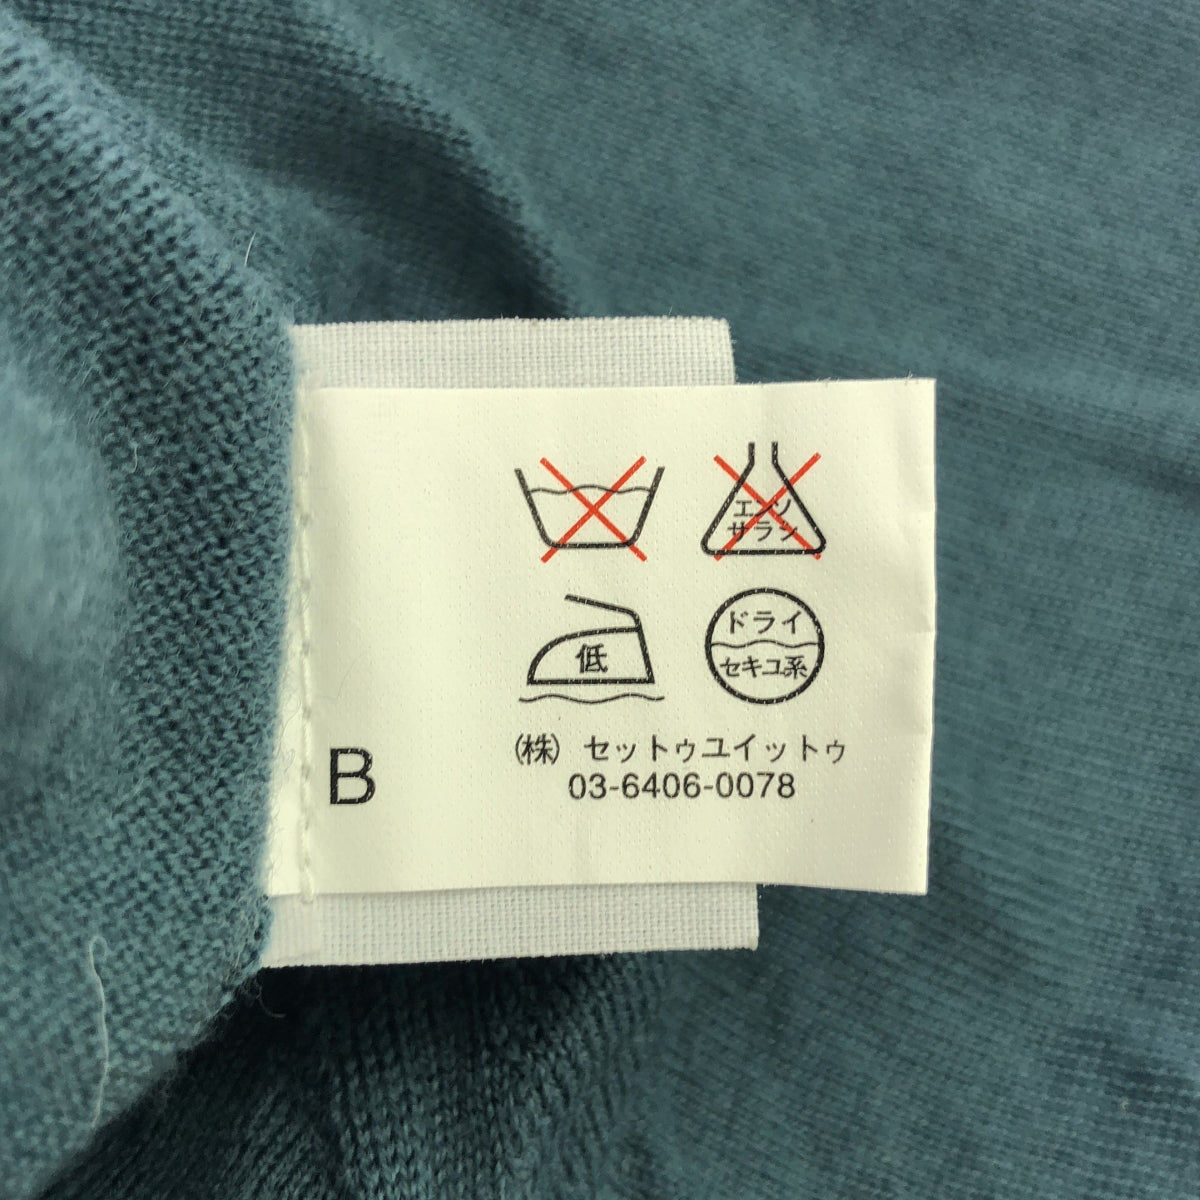 エンソ
サラシ
低
ドライ
セキユ系
(株) セットゥユイットゥ
B
03-6406-0078